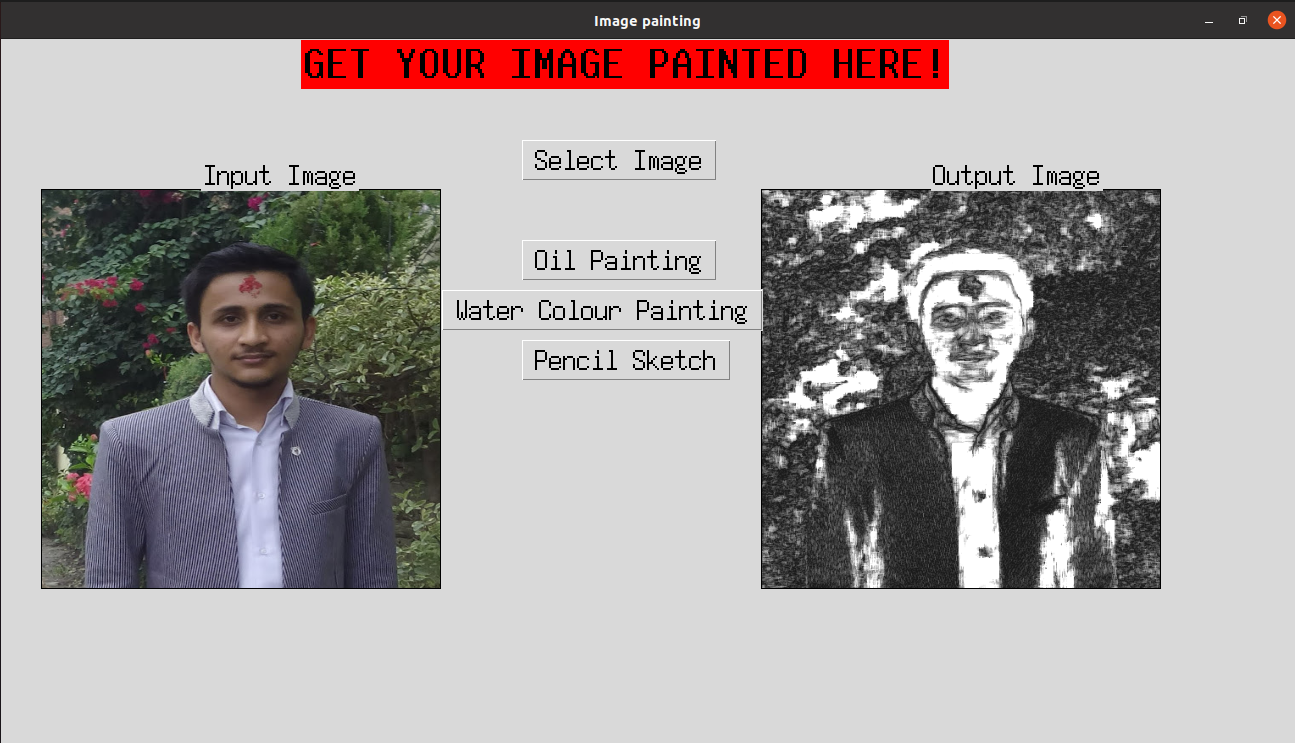 Image painting
GET YOUR IMAGE PAINTED HERE!
Select Image
Input Image
Output Image
Oil Painting
Water Colour Painting
Pencil Sketch